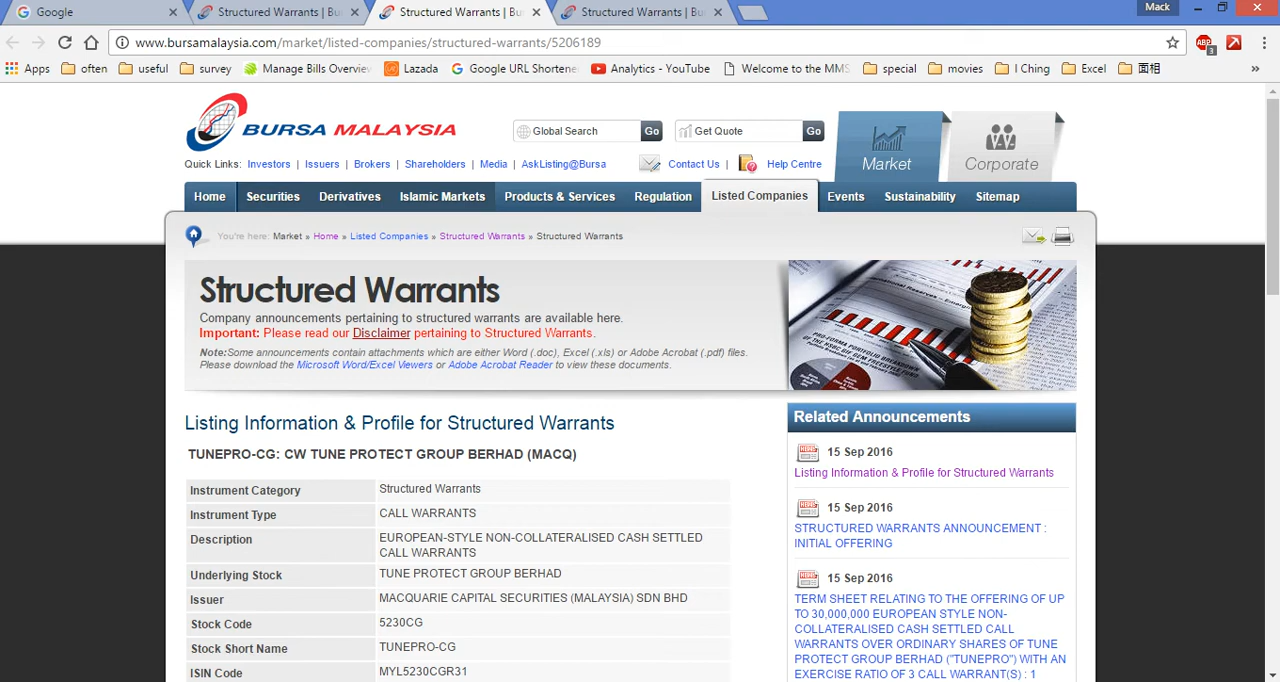 Google
Structured Warrants | Bu
Structured Warrants | Bu
Structured Warrants | Bu
Mack
www.bursamalaysia.com/market/listed-companies/structured-warrants/5206189
ABP
3
Apps often useful survey Manage Bills Overview Lazada Google URL Shortene Analytics - YouTube Welcome to the MMS special movies I Ching Excel 面相 »
BURSA MALAYSIA
Global Search Go Get Quote Go
Market
Corporate
Quick Links: Investors | Issuers | Brokers | Shareholders | Media | AskListing@Bursa Contact Us | Help Centre
Home Securities Derivatives Islamic Markets Products & Services Regulation Listed Companies Events Sustainability Sitemap
You're here: Market » Home » Listed Companies » Structured Warrants » Structured Warrants
Structured Warrants
Company announcements pertaining to structured warrants are available here.
Important: Please read our Disclaimer pertaining to Structured Warrants.
Note:Some announcements contain attachments which are either Word (.doc), Excel (.xls) or Adobe Acrobat (.pdf) files.
Please download the Microsoft Word/Excel Viewers or Adobe Acrobat Reader to view these documents.
Listing Information & Profile for Structured Warrants
TUNEPRO-CG: CW TUNE PROTECT GROUP BERHAD (MACQ)
Instrument Category Structured Warrants
Instrument Type CALL WARRANTS
Description EUROPEAN-STYLE NON-COLLATERALISED CASH SETTLED
CALL WARRANTS
Underlying Stock TUNE PROTECT GROUP BERHAD
Issuer MACQUARIE CAPITAL SECURITIES (MALAYSIA) SDN BHD
Stock Code 5230CG
Stock Short Name TUNEPRO-CG
ISIN Code MYL5230CGR31
Related Announcements
15 Sep 2016
Listing Information & Profile for Structured Warrants
15 Sep 2016
STRUCTURED WARRANTS ANNOUNCEMENT :
INITIAL OFFERING
15 Sep 2016
TERM SHEET RELATING TO THE OFFERING OF UP
TO 30,000,000 EUROPEAN STYLE NON-
COLLATERALISED CASH SETTLED CALL
WARRANTS OVER ORDINARY SHARES OF TUNE
PROTECT GROUP BERHAD ("TUNEPRO") WITH AN
EXERCISE RATIO OF 3 CALL WARRANT(S) : 1